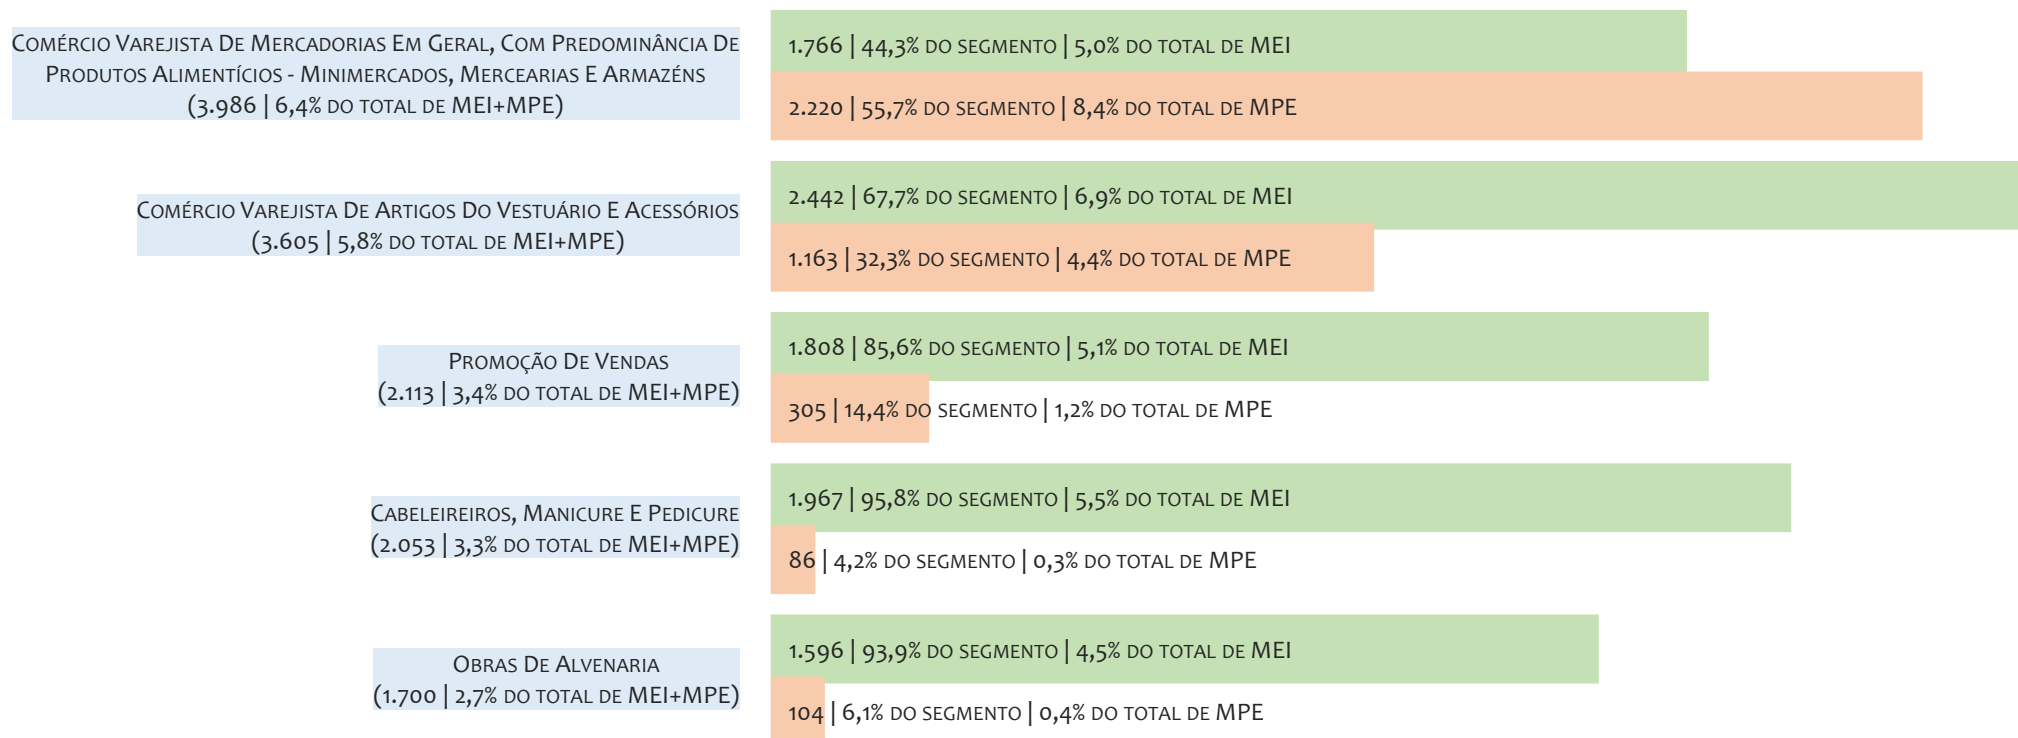 Comércio Varejista De Mercadorias Em Geral, Com Predominância De
Produtos Alimentícios - Minimercados, Mercearias E Armazéns
(3.986 | 6,4% do total de MEI+MPE)
1.766 | 44,3% do segmento | 5,0% do total de MEI
2.220 | 55,7% do segmento | 8,4% do total de MPE
Comércio Varejista De Artigos Do Vestuário E Acessórios
(3.605 | 5,8% do total de MEI+MPE)
2.442 | 67,7% do segmento | 6,9% do total de MEI
1.163 | 32,3% do segmento | 4,4% do total de MPE
Promoção De Vendas
(2.113 | 3,4% do total de MEI+MPE)
1.808 | 85,6% do segmento | 5,1% do total de MEI
305 | 14,4% do segmento | 1,2% do total de MPE
Cabeleireiros, Manicure E Pedicure
(2.053 | 3,3% do total de MEI+MPE)
1.967 | 95,8% do segmento | 5,5% do total de MEI
86 | 4,2% do segmento | 0,3% do total de MPE
Obras De Alvenaria
(1.700 | 2,7% do total de MEI+MPE)
1.596 | 93,9% do segmento | 4,5% do total de MEI
104 | 6,1% do segmento | 0,4% do total de MPE